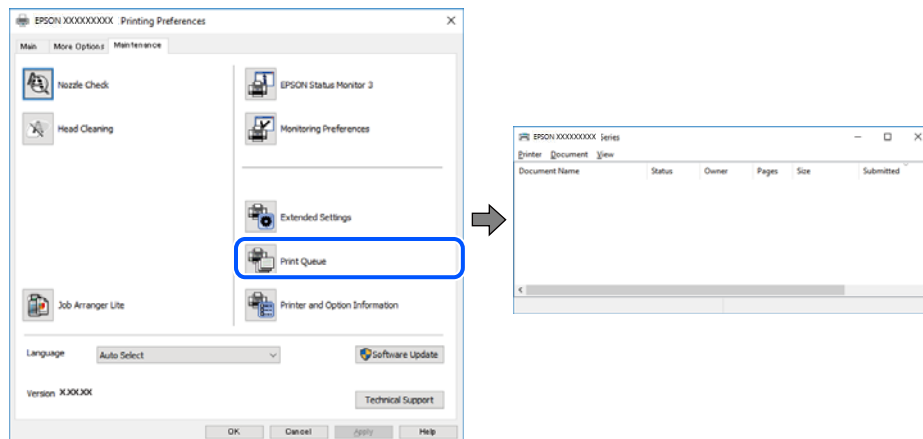 EPSON XXXXXXXXX Printing Preferences
Main More Options Maintenance
Nozzle Check
Head Cleaning
Job Arranger Lite
EPSON Status Monitor 3
Monitoring Preferences
Extended Settings
Print Queue
Printer and Option Information
Language Auto Select Software Update
Version X.XX.XX
Technical Support
OK Cancel Apply Help
EPSON XXXXXXXXXX Series
Printer Document View
Document Name Status Owner Pages Size Submitted